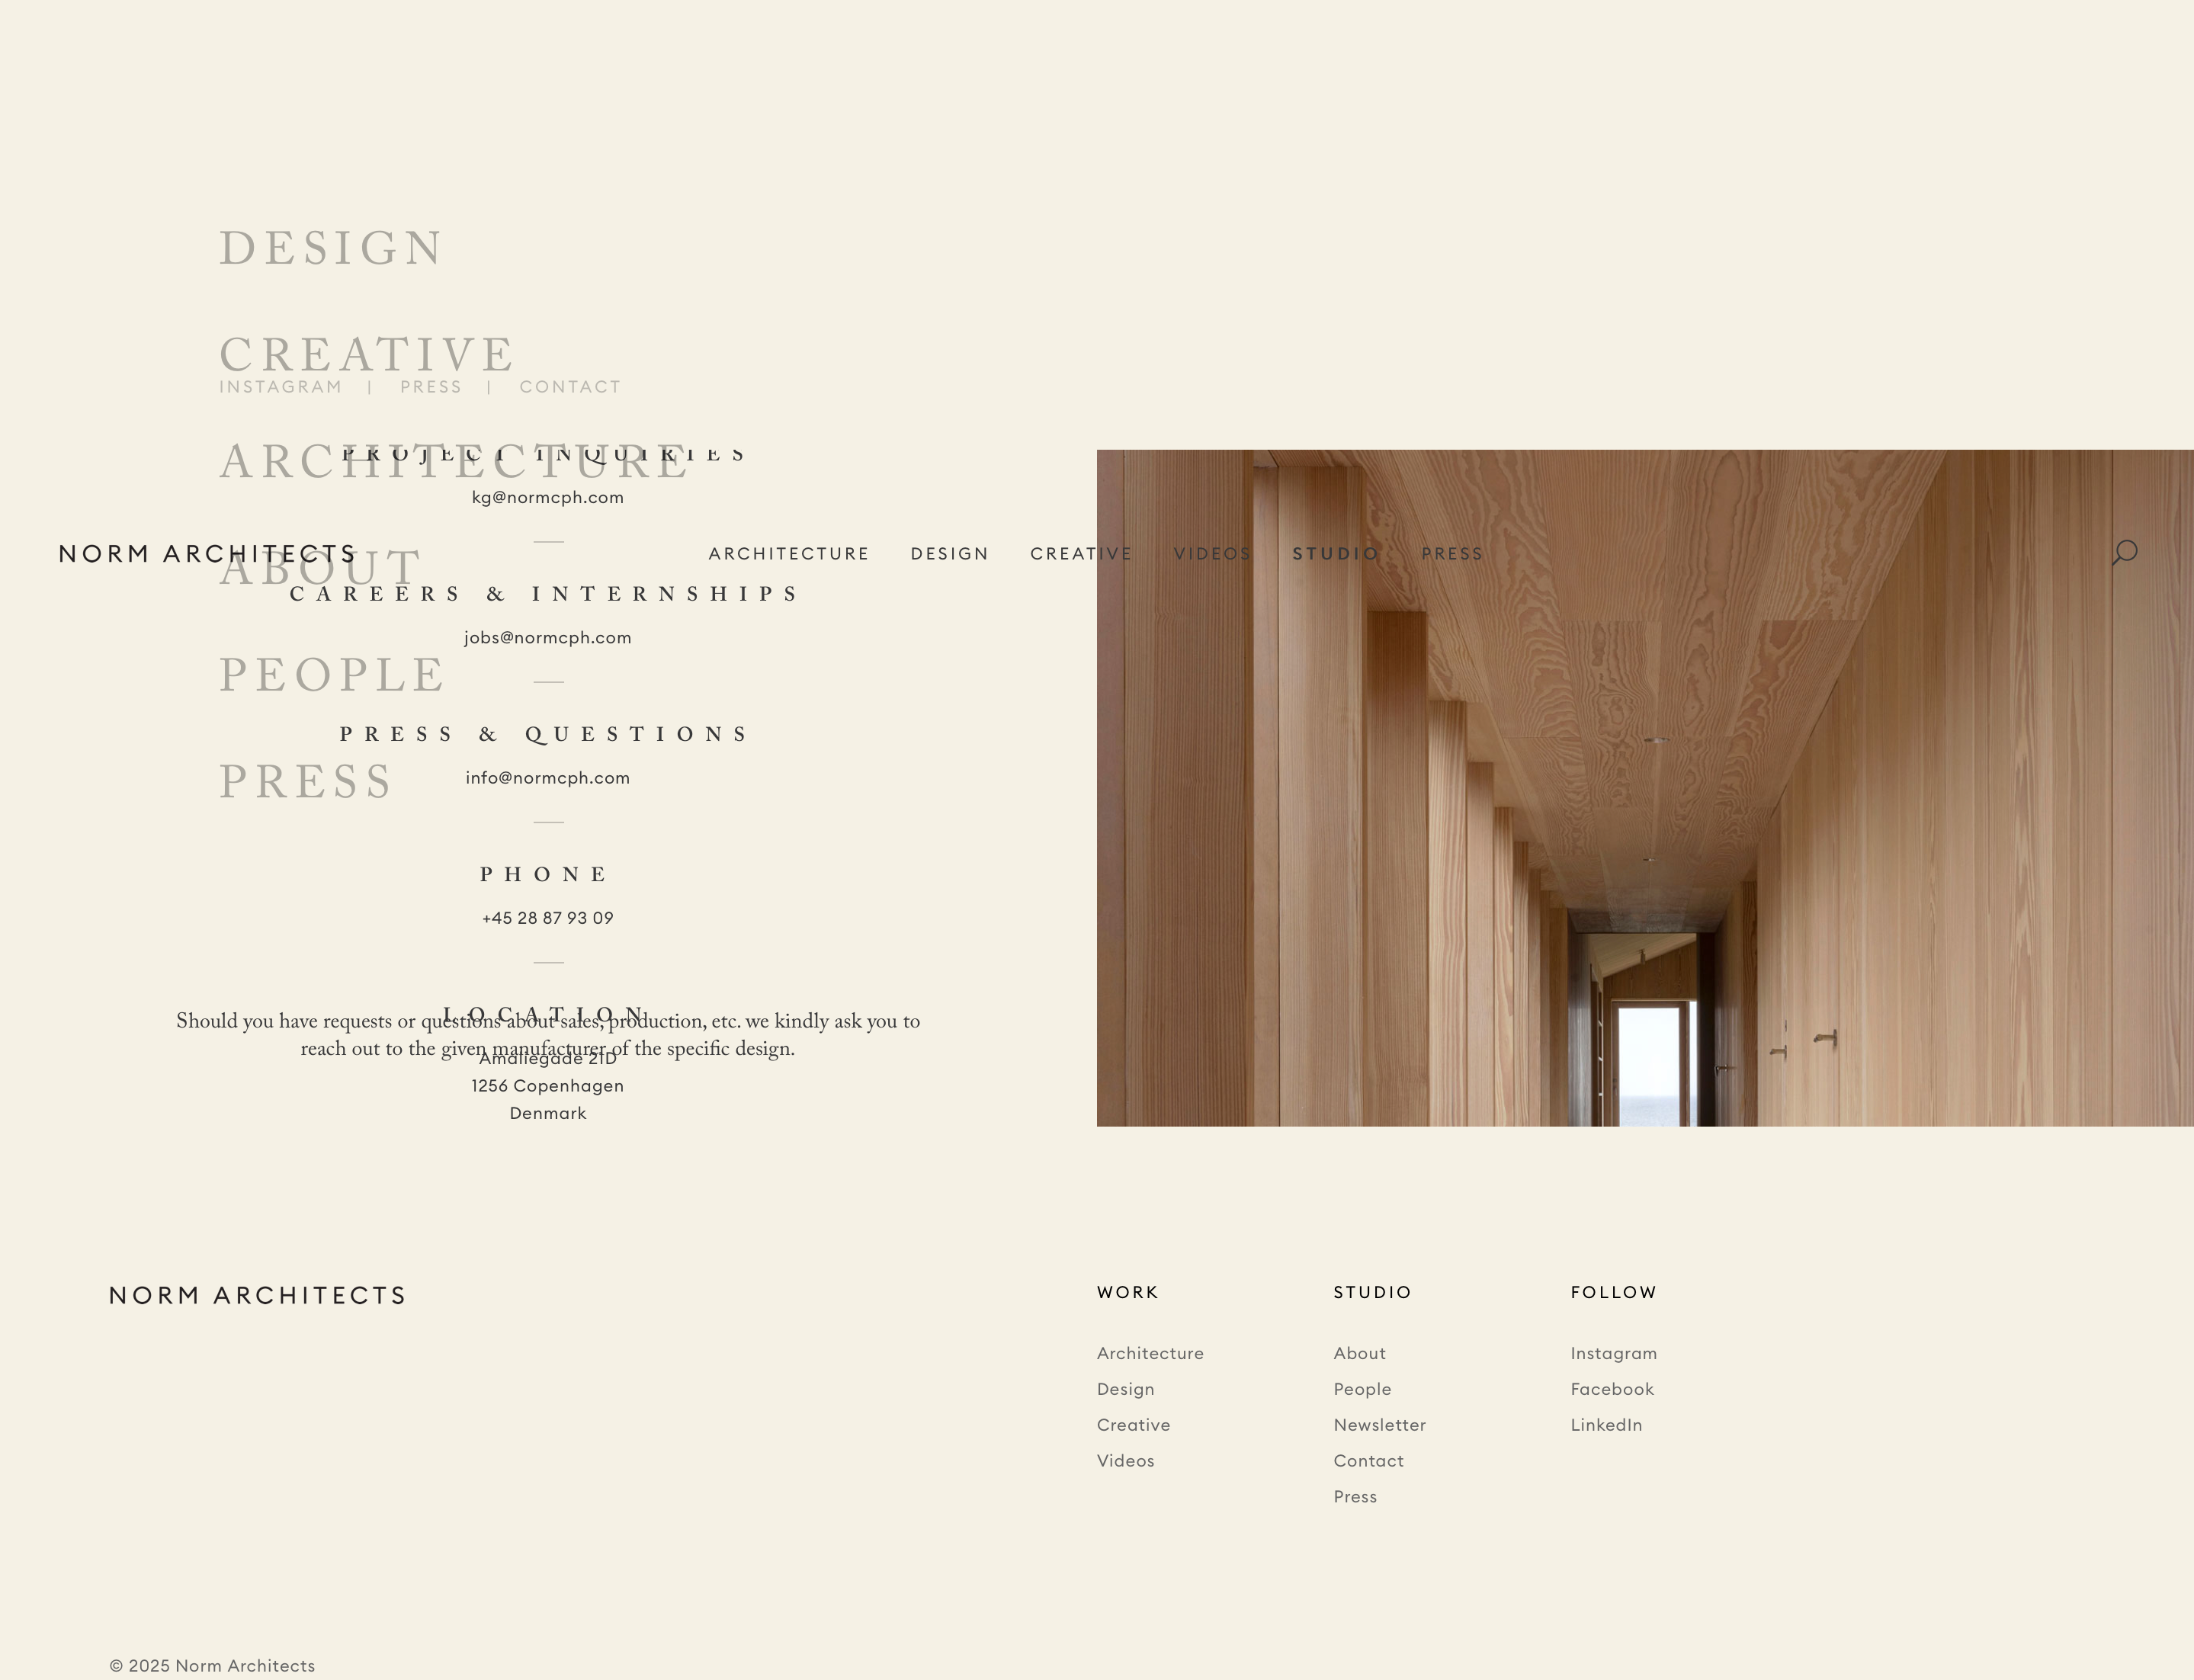 DESIGN
CREATIVE
INSTAGRAM | PRESS | CONTACT
ARCHITECTURE
PROJECT INQUIRIES
kg@normcph.com
NORM ARCHITECTS
ARCHITECTURE DESIGN CREATIVE VIDEOS STUDIO PRESS
ABOUT
CAREERS & INTERNSHIPS
jobs@normcph.com
PEOPLE
PRESS & QUESTIONS
info@normcph.com
PRESS
PHONE
+45 28 87 93 09
LOCATION
Should you have requests or questions about sales, production, etc. we kindly ask you to
reach out to the given manufacturer of the specific design.
Amaliegade 21D
1256 Copenhagen
Denmark
NORM ARCHITECTS
WORK
Architecture
Design
Creative
Videos
STUDIO
About
People
Newsletter
Contact
Press
FOLLOW
Instagram
Facebook
LinkedIn
© 2025 Norm Architects